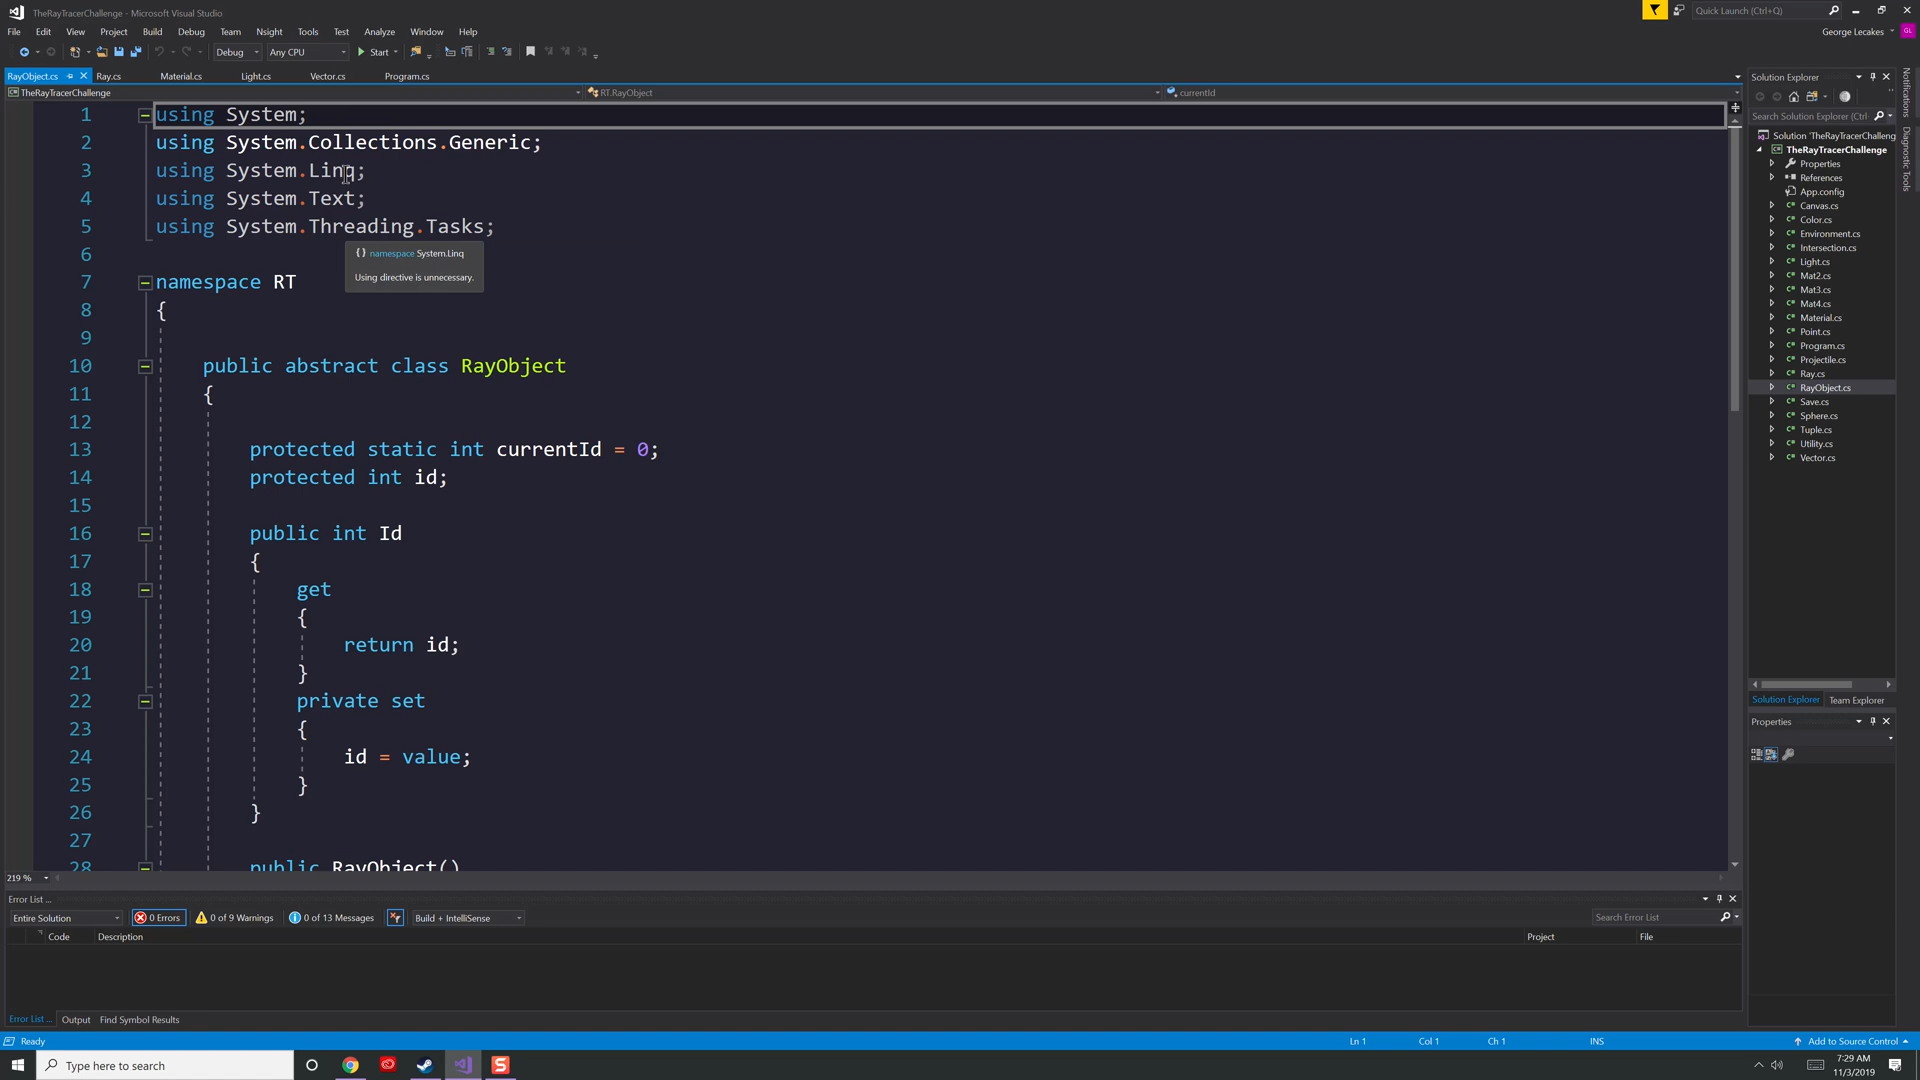 TheRayTracerChallenge - Microsoft Visual Studio
Quick Launch (Ctrl+Q)
File Edit View Project Build Debug Team Nsight Tools Test Analyze Window Help
George Lecakes GL
Debug Any CPU Start
RayObject.cs Ray.cs Material.cs Light.cs Vector.cs Program.cs
TheRayTracerChallenge RT.RayObject currentId
1 using System;
2 using System.Collections.Generic;
3 using System.Linq;
4 using System.Text;
5 using System.Threading.Tasks;
6
{ } namespace System.Linq
Using directive is unnecessary.
7 namespace RT
8 {
9
10 public abstract class RayObject
11 {
12
13 protected static int currentId = 0;
14 protected int id;
15
16 public int Id
17 {
18 get
19 {
20 return id;
21 }
22 private set
23 {
24 id = value;
25 }
26 }
27
28 public RayObject()
219 %
Solution Explorer
Search Solution Explorer (Ctrl+
Solution 'TheRayTracerChalleng
TheRayTracerChallenge
Properties
References
App.config
C# Canvas.cs
C# Color.cs
C# Environment.cs
C# Intersection.cs
C# Light.cs
C# Mat2.cs
C# Mat3.cs
C# Mat4.cs
C# Material.cs
C# Point.cs
C# Program.cs
C# Projectile.cs
C# Ray.cs
C# RayObject.cs
C# Save.cs
C# Sphere.cs
C# Tuple.cs
C# Utility.cs
C# Vector.cs
Solution Explorer Team Explorer
Properties
Notifications
Diagnostic Tools
Error List ...
Entire Solution 0 Errors 0 of 9 Warnings 0 of 13 Messages Build + IntelliSense Search Error List
Code Description Project File
Error List ... Output Find Symbol Results
Ready Ln 1 Col 1 Ch 1 INS Add to Source Control
Type here to search
S
7:29 AM
11/3/2019